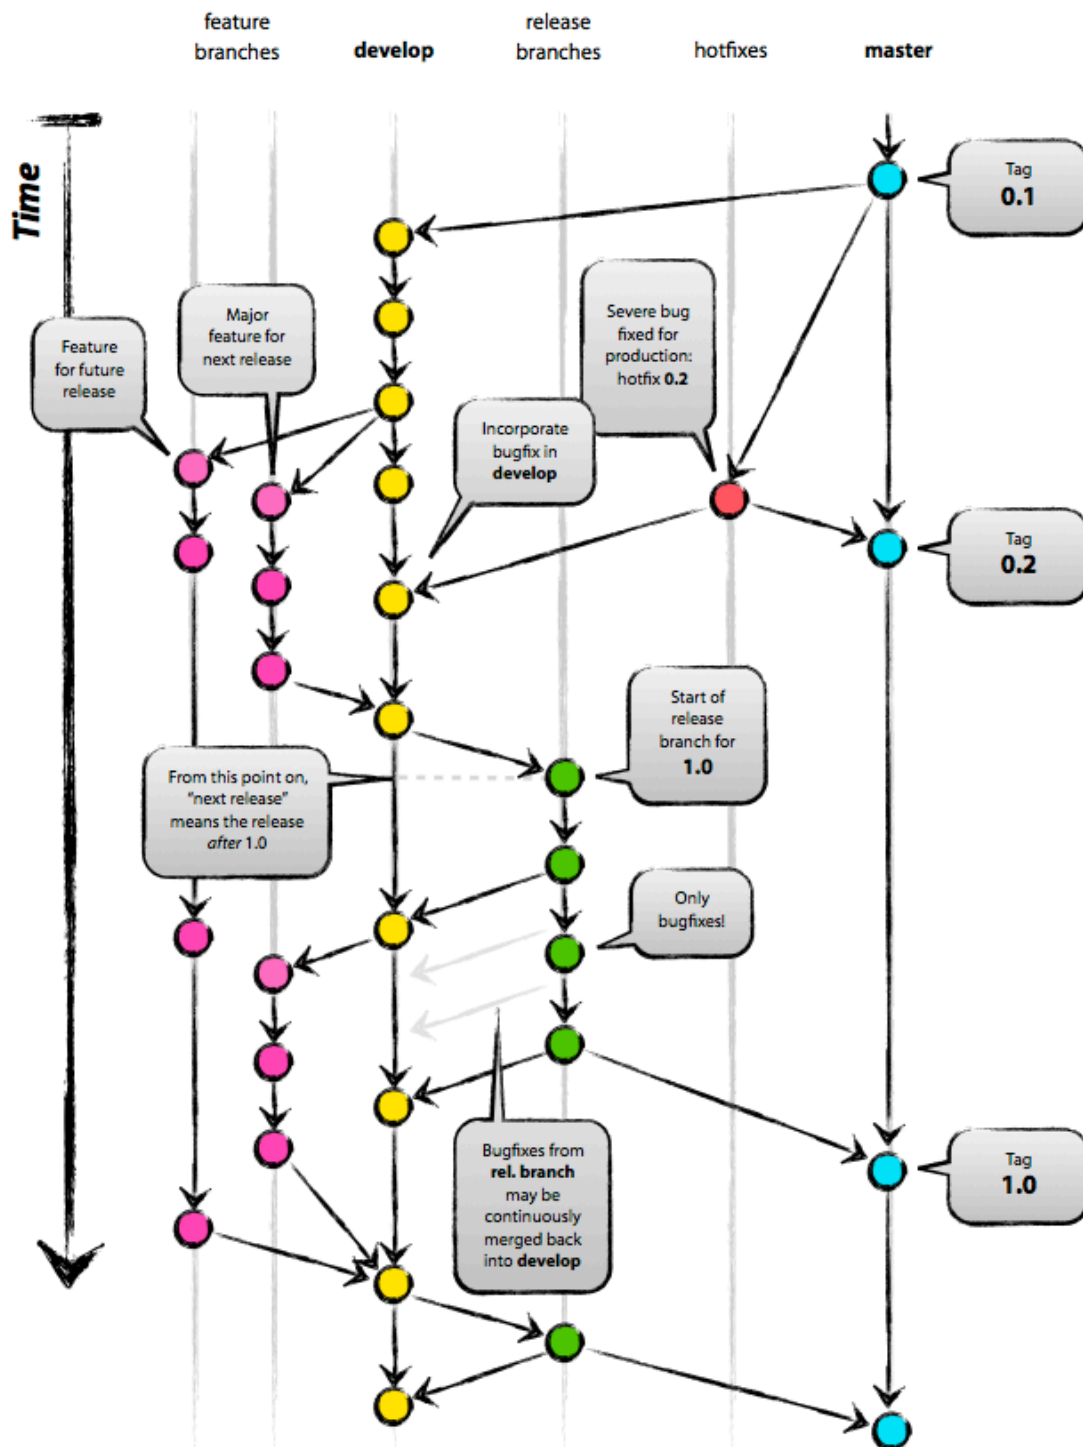 feature
branches
develop
release
branches
hotfixes
master
Time
Tag
0.1
Major
feature for
next release
Feature
for future
release
Severe bug
fixed for
production:
hotfix 0.2
Incorporate
bugfix in
develop
Tag
0.2
Start of
release
branch for
1.0
From this point on,
“next release”
means the release
after 1.0
Only
bugfixes!
Bugfixes from
rel. branch
may be
continuously
merged back
into develop
Tag
1.0